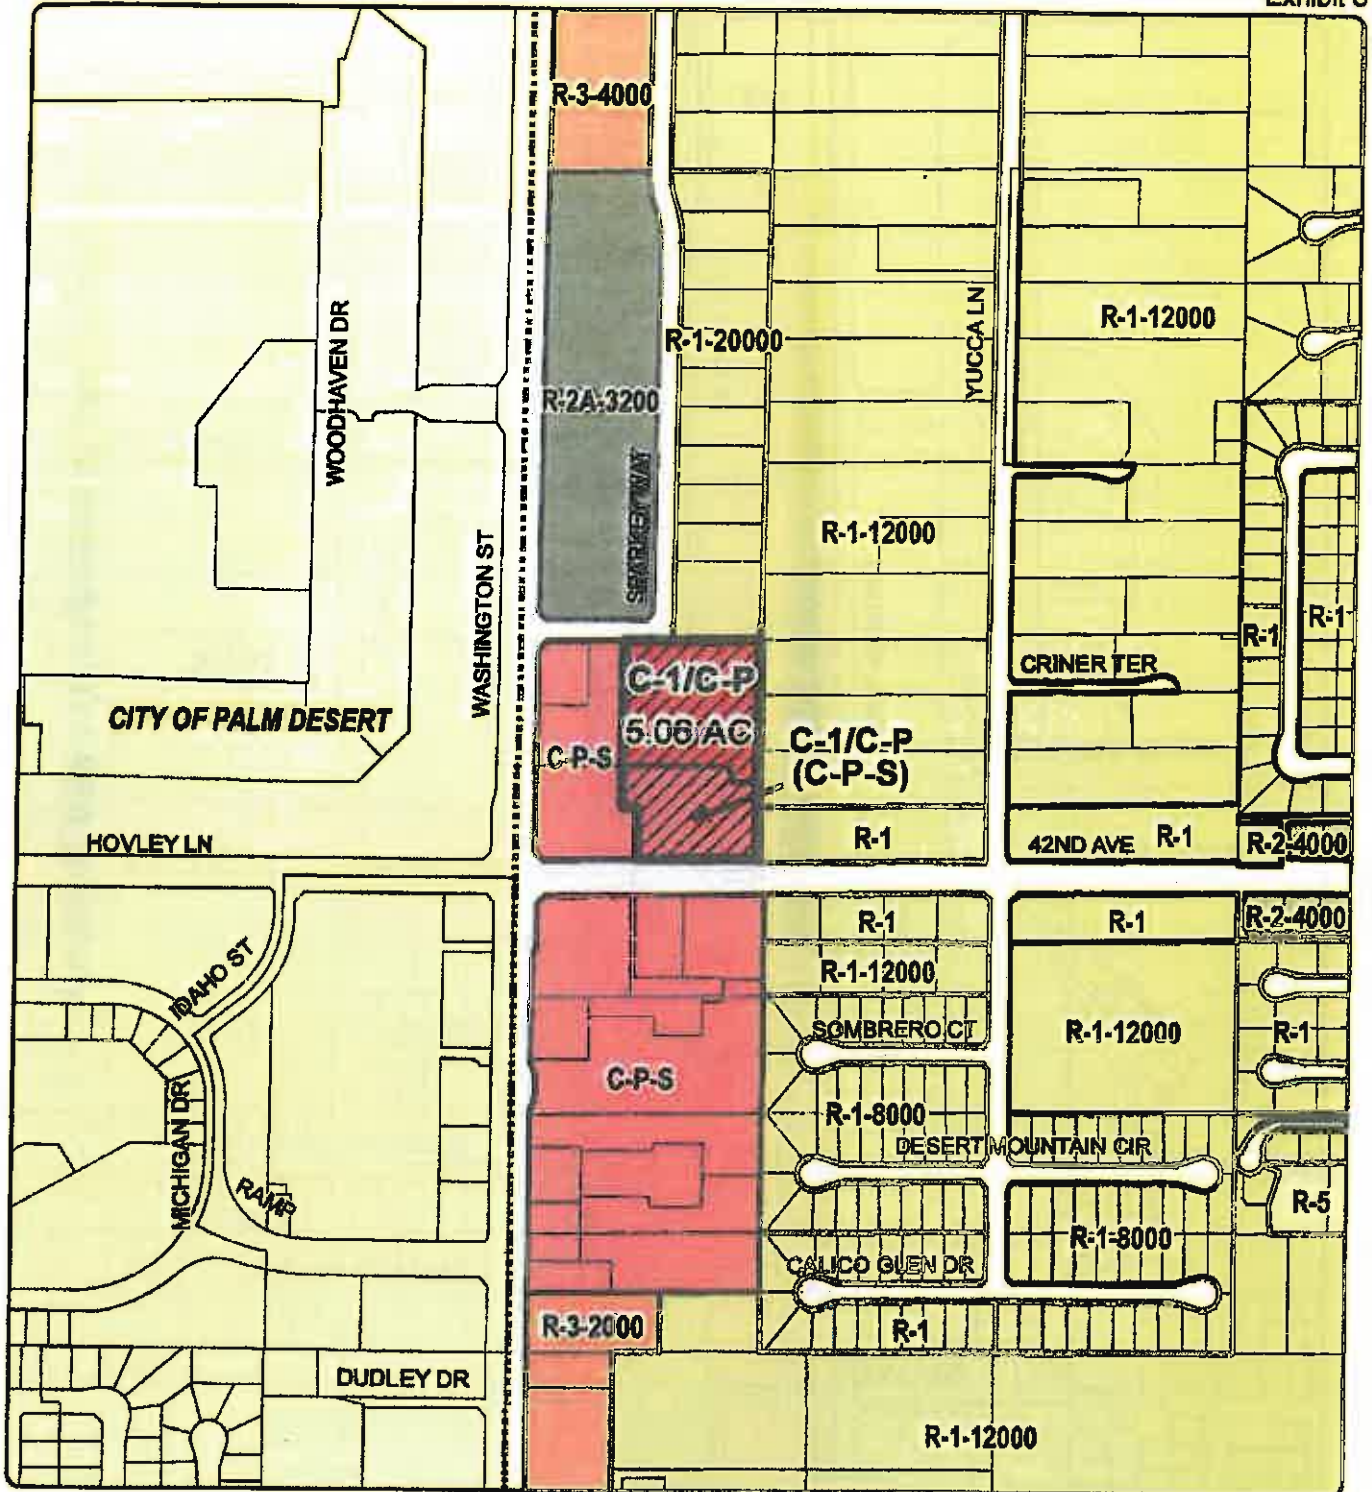 R-3-4000
R-1-20000
R-1-12000
WOODHAVEN DR
YUCCA LN
R-2A-3200
SPARKEY WAY
R-1-12000
WASHINGTON ST
R-1
R-1
CRINER TER
C-1/C-P
5.08 AC
CITY OF PALM DESERT
C-P-S
C-1/C-P
(C-P-S)
HOVLEY LN
R-1
42ND AVE
R-1
R-2-4000
R-1
R-1
R-2-4000
IDAHO ST
R-1-12000
SOMBRERO CT
R-1-12000
R-1
C-P-S
MICHIGAN DR
R-1-8000
DESERT MOUNTAIN CIR
RAMP
R-5
R-1-8000
CALICO GLEN DR
R-3-2000
R-1
DUDLEY DR
R-1-12000